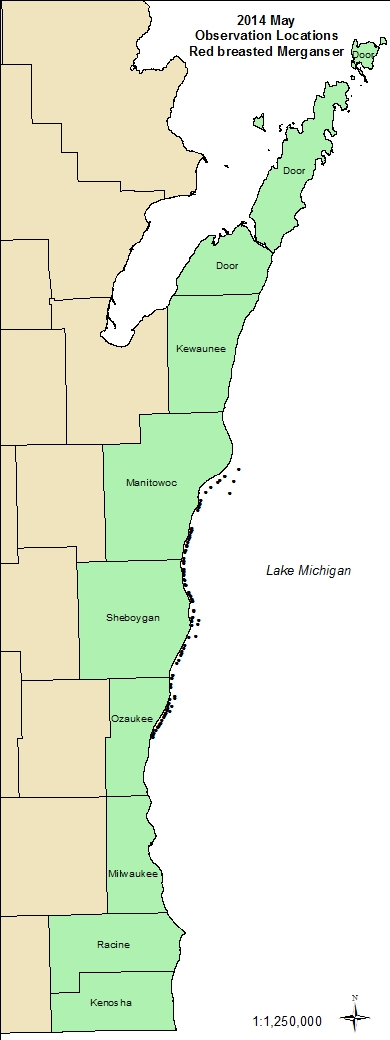 2014 May
Observation Locations
Red breasted Merganser
Door
Door
Door
Kewaunee
Manitowoc
Lake Michigan
Sheboygan
Ozaukee
Milwaukee
Racine
Kenosha
N
1:1,250,000